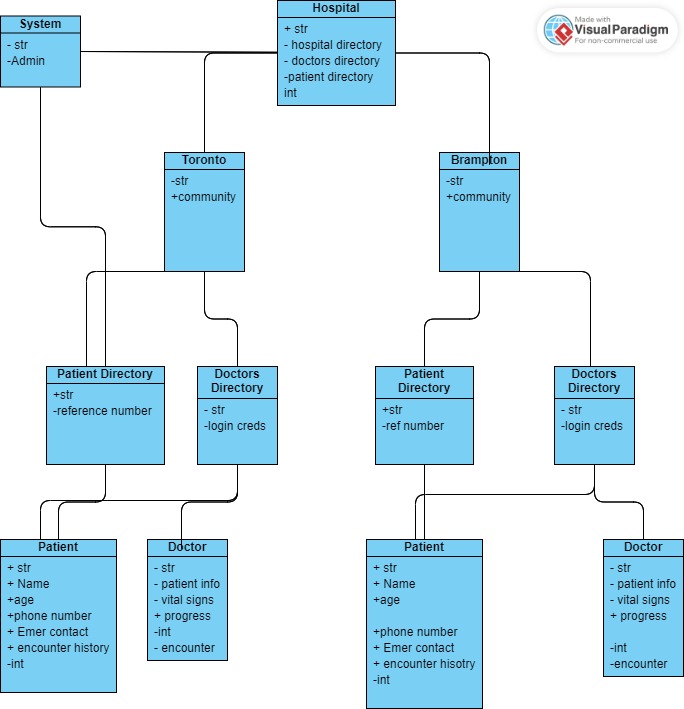 System
- str
-Admin
Hospital
+ str
- hospital directory
- doctors directory
-patient directory
int
Made with
VisualParadigm
For non-commercial use
Toronto
-str
+community
Brampton
-str
+community
Patient Directory
+str
-reference number
Doctors
Directory
- str
-login creds
Patient
Directory
+str
-ref number
Doctors
Directory
- str
-login creds
Patient
+ str
+ Name
+age
+phone number
+ Emer contact
+ encounter history
-int
Doctor
- str
- patient info
- vital signs
+ progress
-int
- encounter
Patient
+ str
+ Name
+age
+phone number
+ Emer contact
+ encounter hisotry
-int
Doctor
- str
- patient info
- vital signs
+ progress
-int
-encounter